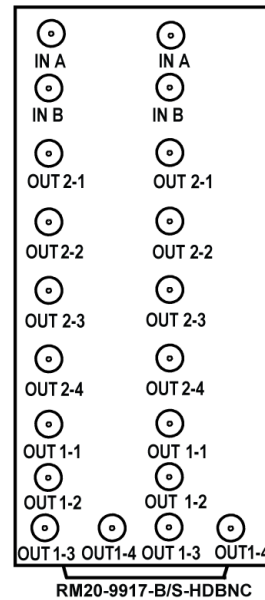 IN A IN A
IN B IN B
OUT 2-1 OUT 2-1
OUT 2-2 OUT 2-2
OUT 2-3 OUT 2-3
OUT 2-4 OUT 2-4
OUT 1-1 OUT 1-1
OUT 1-2 OUT 1-2
OUT 1-3 OUT1-4 OUT 1-3 OUT1-4
RM20-9917-B/S-HDBNC